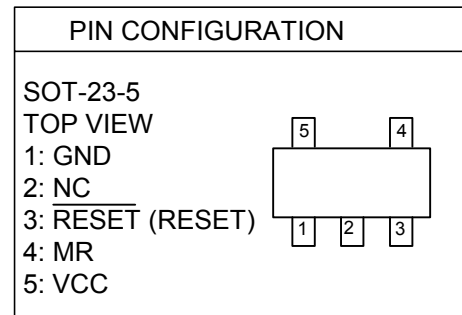 PIN CONFIGURATION
SOT-23-5
TOP VIEW
1: GND
2: NC
3: R̅E̅S̅E̅T̅ (RESET)
4: MR
5: VCC
5 4
1 2 3